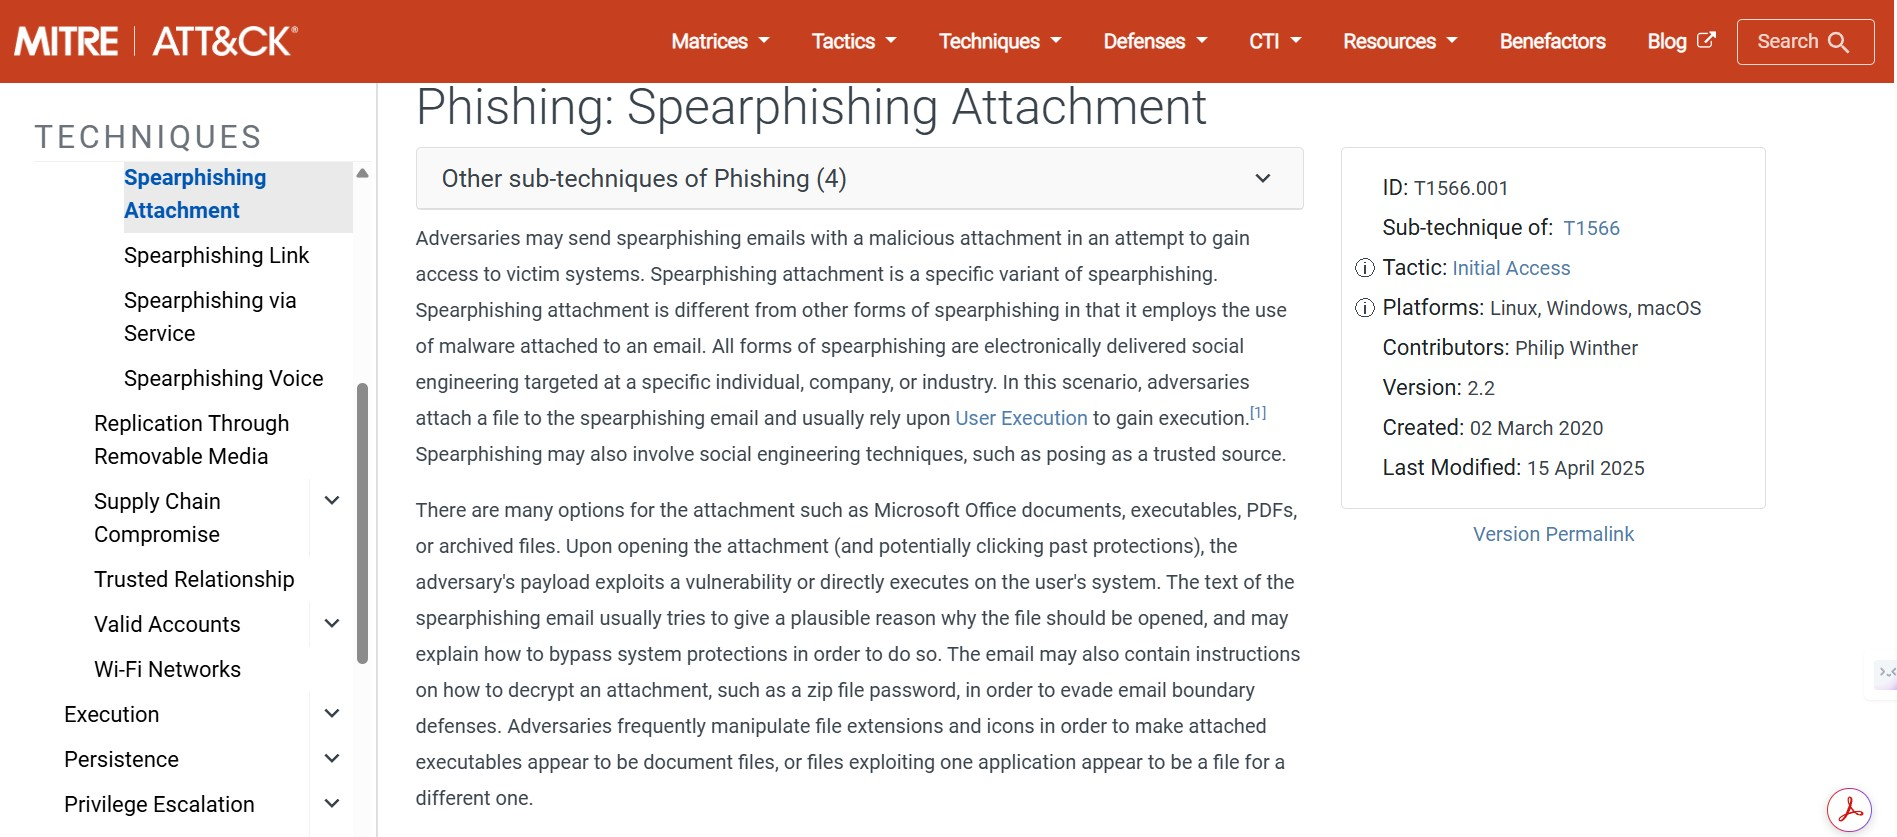 MITRE | ATT&CK®
Matrices
Tactics
Techniques
Defenses
CTI
Resources
Benefactors
Blog
Search
TECHNIQUES
Spearphishing
Attachment
Spearphishing Link
Spearphishing via
Service
Spearphishing Voice
Replication Through
Removable Media
Supply Chain
Compromise
Trusted Relationship
Valid Accounts
Wi-Fi Networks
Execution
Persistence
Privilege Escalation
Phishing: Spearphishing Attachment
Other sub-techniques of Phishing (4)
Adversaries may send spearphishing emails with a malicious attachment in an attempt to gain
access to victim systems. Spearphishing attachment is a specific variant of spearphishing.
Spearphishing attachment is different from other forms of spearphishing in that it employs the use
of malware attached to an email. All forms of spearphishing are electronically delivered social
engineering targeted at a specific individual, company, or industry. In this scenario, adversaries
attach a file to the spearphishing email and usually rely upon User Execution to gain execution.[1]
Spearphishing may also involve social engineering techniques, such as posing as a trusted source.
There are many options for the attachment such as Microsoft Office documents, executables, PDFs,
or archived files. Upon opening the attachment (and potentially clicking past protections), the
adversary's payload exploits a vulnerability or directly executes on the user's system. The text of the
spearphishing email usually tries to give a plausible reason why the file should be opened, and may
explain how to bypass system protections in order to do so. The email may also contain instructions
on how to decrypt an attachment, such as a zip file password, in order to evade email boundary
defenses. Adversaries frequently manipulate file extensions and icons in order to make attached
executables appear to be document files, or files exploiting one application appear to be a file for a
different one.
ID: T1566.001
Sub-technique of: T1566
Tactic: Initial Access
Platforms: Linux, Windows, macOS
Contributors: Philip Winther
Version: 2.2
Created: 02 March 2020
Last Modified: 15 April 2025
Version Permalink